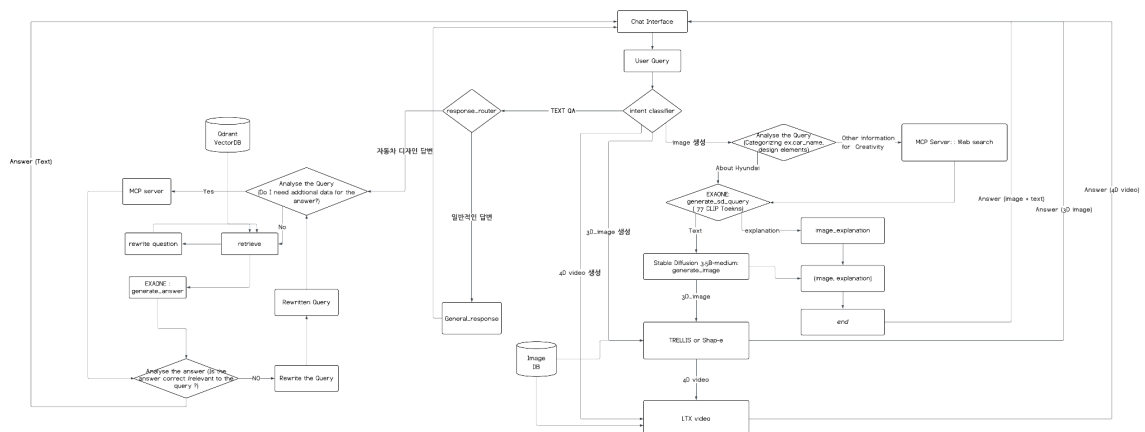 Chat Interface
User Query
intent classifier
TEXT QA
response_router
Image 생성
Analyse the Query
(Categorizing ex.car_name,
design elements)
Other information
for Creativity
MCP Server: : Web search
About Hyundai
EXAONE:
generate_sd_quuery
( 77 CLIP Toekns)
Text
explanation
image_explanation
Stable Diffusion 3.5B-medium:
generate_image
(image, explanation)
end
3D_Image
TRELLIS or Shap-e
4D video
LTX video
Image
DB
3D_image 생성
4D video 생성
Answer (image + text)
Answer (3D image)
Answer (4D video)
Answer (Text)
Qdrant
VectorDB
자동차 디자인 답변
일반적인 답변
General_response
Analyse the Query
(Do I need addtional data for the
answer?)
Yes
No
MCP server
rewrite question
retrieve
EXAONE :
generate_answer
Rewritten Query
Rewrite the Query
NO
Analyse the answer (Is the
answer correct /relevant to the
query ?)